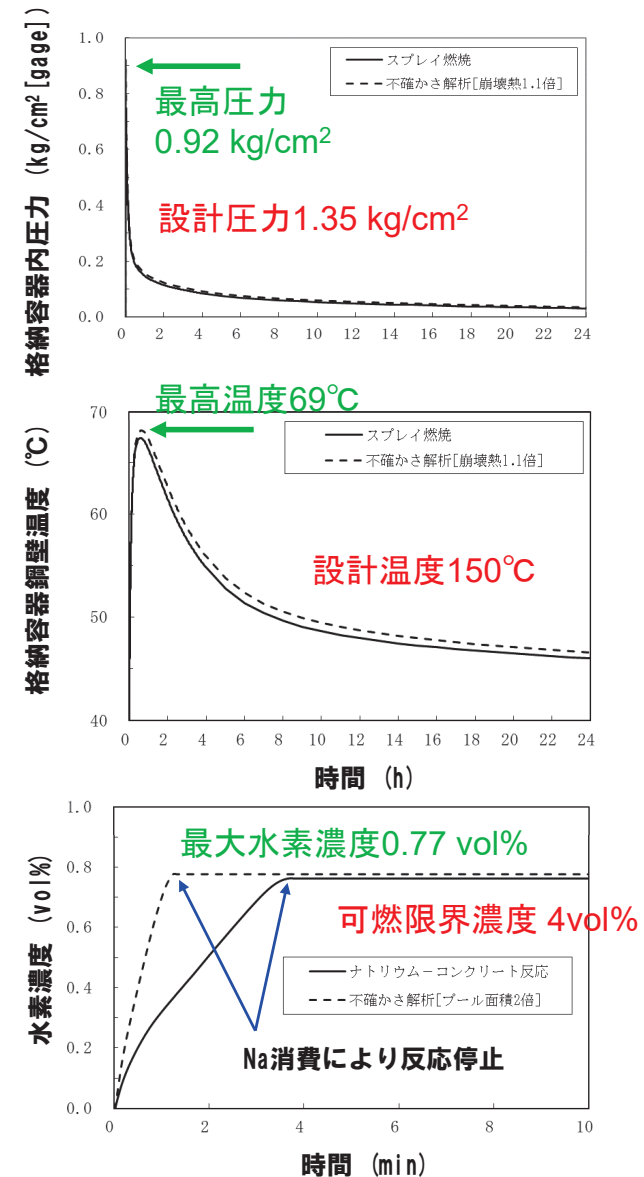 格納容器内圧力 (kg/cm²[gage])
1.0
0.8
0.6
0.4
0.2
0.0
スプレイ燃焼
不確かさ解析[崩壊熱1.1倍]
最高圧力
0.92 kg/cm²
設計圧力1.35 kg/cm²
0 2 4 6 8 10 12 14 16 18 20 22 24
格納容器鋼壁温度 (℃)
70
60
50
40
最高温度69℃
スプレイ燃焼
不確かさ解析[崩壊熱1.1倍]
設計温度150℃
0 2 4 6 8 10 12 14 16 18 20 22 24
時間 (h)
水素濃度 (vol%)
1.0
0.8
0.6
0.4
0.2
0.0
最大水素濃度0.77 vol%
可燃限界濃度 4vol%
ナトリウム−コンクリート反応
不確かさ解析[プール面積2倍]
Na消費により反応停止
0 2 4 6 8 10
時間 (min)